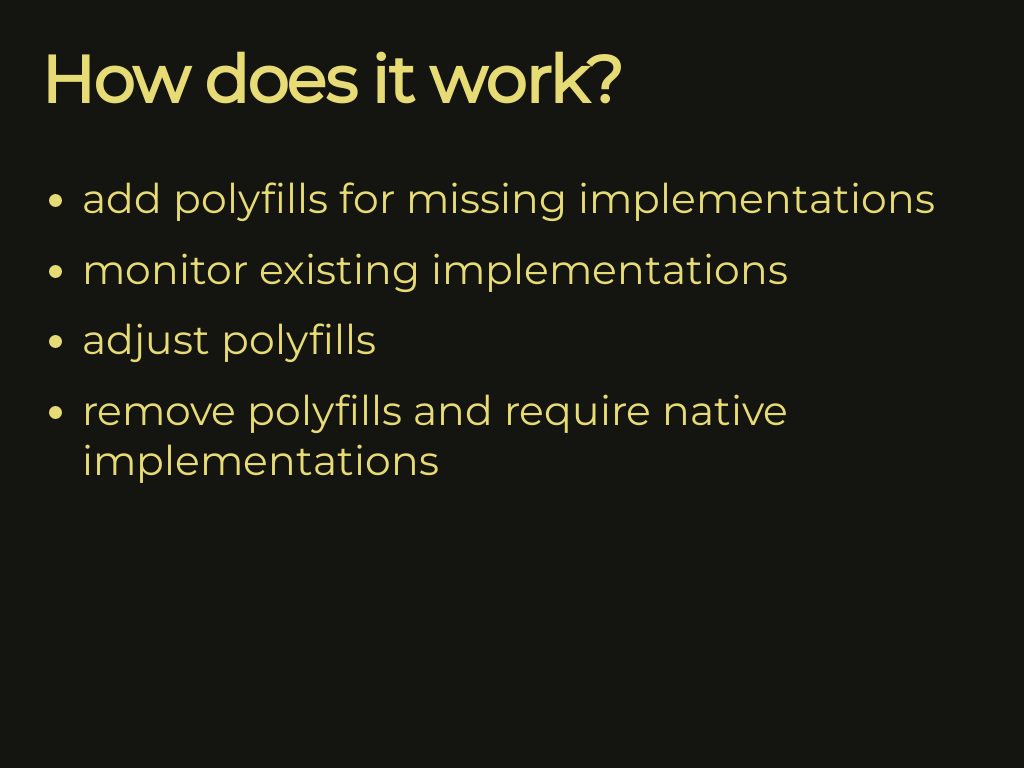 How does it work?
• add polyfills for missing implementations
• monitor existing implementations
• adjust polyfills
• remove polyfills and require native
implementations